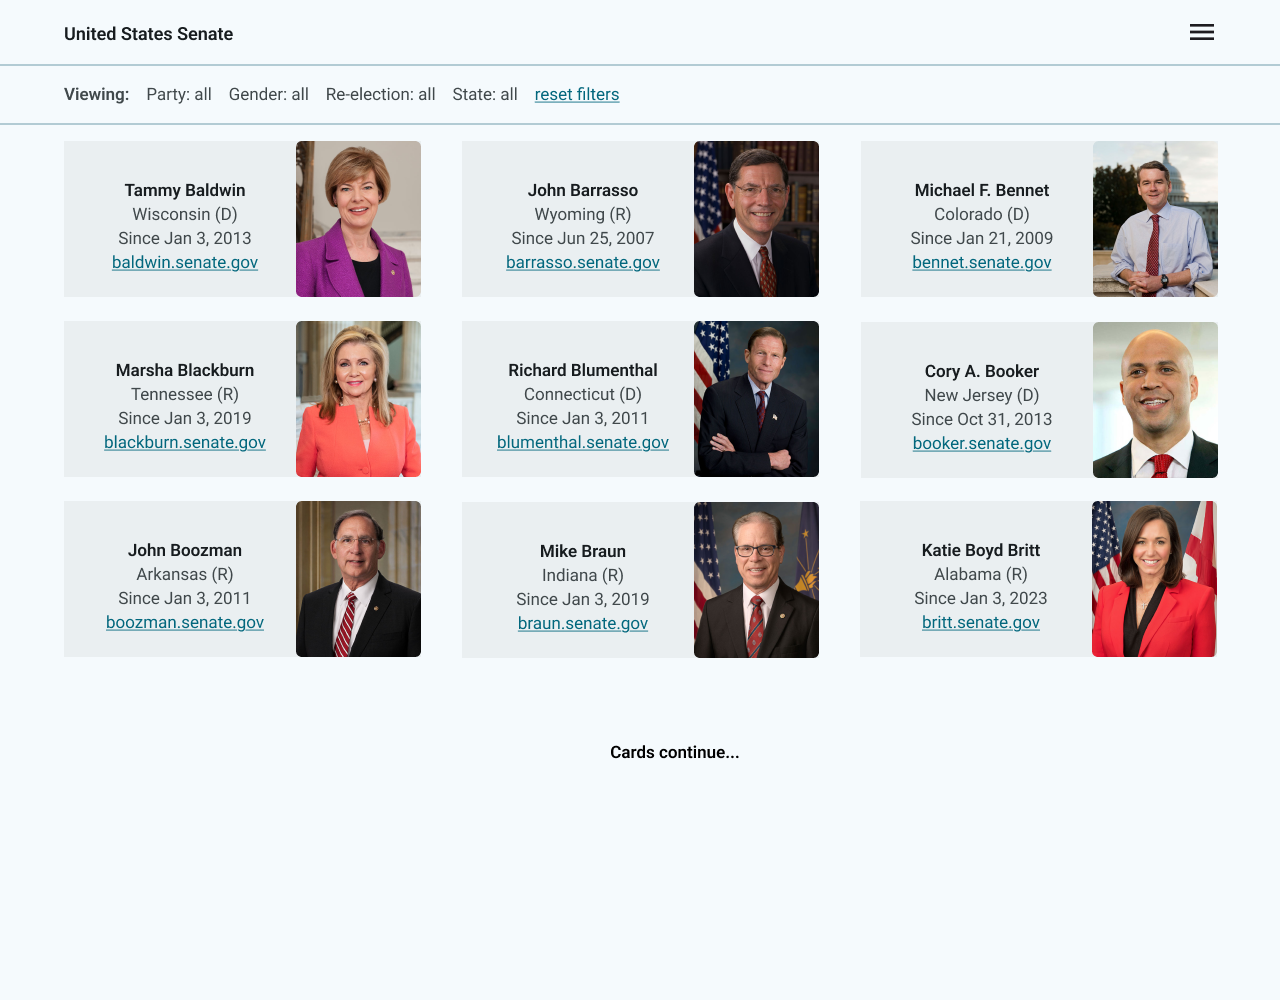 United States Senate
Viewing: Party: all Gender: all Re-election: all State: all reset filters
Tammy Baldwin
Wisconsin (D)
Since Jan 3, 2013
baldwin.senate.gov
John Barrasso
Wyoming (R)
Since Jun 25, 2007
barrasso.senate.gov
Michael F. Bennet
Colorado (D)
Since Jan 21, 2009
bennet.senate.gov
Marsha Blackburn
Tennessee (R)
Since Jan 3, 2019
blackburn.senate.gov
Richard Blumenthal
Connecticut (D)
Since Jan 3, 2011
blumenthal.senate.gov
Cory A. Booker
New Jersey (D)
Since Oct 31, 2013
booker.senate.gov
John Boozman
Arkansas (R)
Since Jan 3, 2011
boozman.senate.gov
Mike Braun
Indiana (R)
Since Jan 3, 2019
braun.senate.gov
Katie Boyd Britt
Alabama (R)
Since Jan 3, 2023
britt.senate.gov
Cards continue...